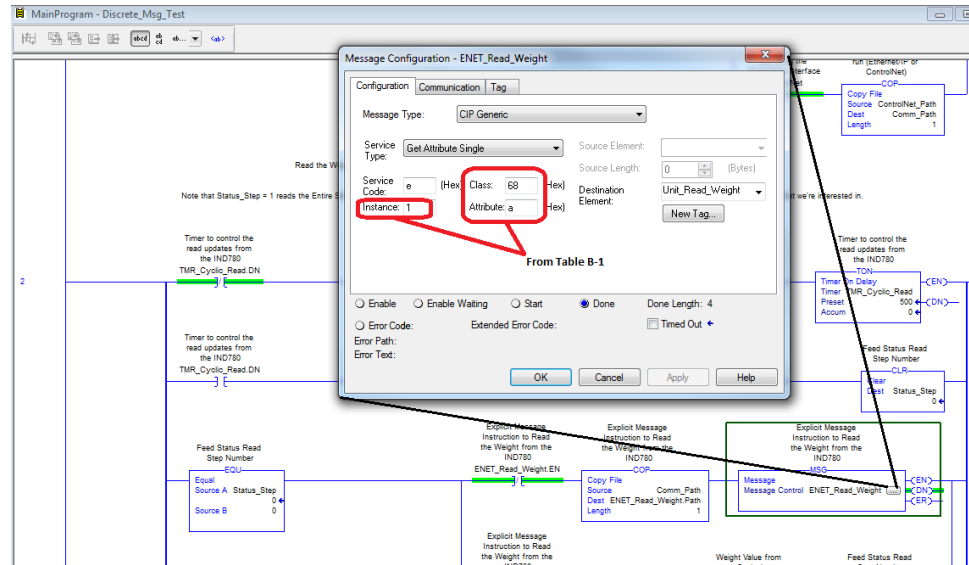 MainProgram - Discrete_Msg_Test
abcd
ab
cd
ab...
<ab>
Message Configuration - ENET_Read_Weight
Configuration
Communication
Tag
Message Type:
CIP Generic
Service
Type:
Get Attribute Single
Source Element:
Source Length:
0
(Bytes)
Service
Code:
e
(Hex)
Class:
68
Hex)
Destination
Element:
Unit_Read_Weight
Instance:
1
Attribute:
a
Hex)
New Tag...
From Table B-1
Enable
Enable Waiting
Start
Done
Done Length: 4
Error Code:
Extended Error Code:
Timed Out
Error Path:
Error Text:
OK
Cancel
Apply
Help
run (Ethernet/IP or
ControlNet)
COP
Copy File
Source ControlNet_Path
Dest Comm_Path
Length 1
Read the W
Note that Status_Step = 1 reads the Entire S
t we're interested in.
2
Timer to control the
read updates from
the IND780
TMR_Cyclic_Read.DN
Timer to control the
read updates from
the IND780
TON
Timer On Delay
Timer TMR_Cyclic_Read
Preset 500
Accum 0
EN
DN
Timer to control the
read updates from
the IND780
TMR_Cyclic_Read.DN
Feed Status Read
Step Number
CLR
Clear
Dest Status_Step
0
Feed Status Read
Step Number
EQU
Equal
Source A Status_Step
0
Source B 0
Explicit Message
Instruction to Read
the Weight from the
IND780
ENET_Read_Weight.EN
Explicit Message
Instruction to Read
the Weight from the
IND780
COP
Copy File
Source Comm_Path
Dest ENET_Read_Weight.Path
Length 1
Explicit Message
Instruction to Read
the Weight from the
IND780
MSG
Message
Message Control ENET_Read_Weight ...
EN
DN
ER
Explicit Message
Instruction to Read
the Weight from the
Weight Value from
Feed Status Read